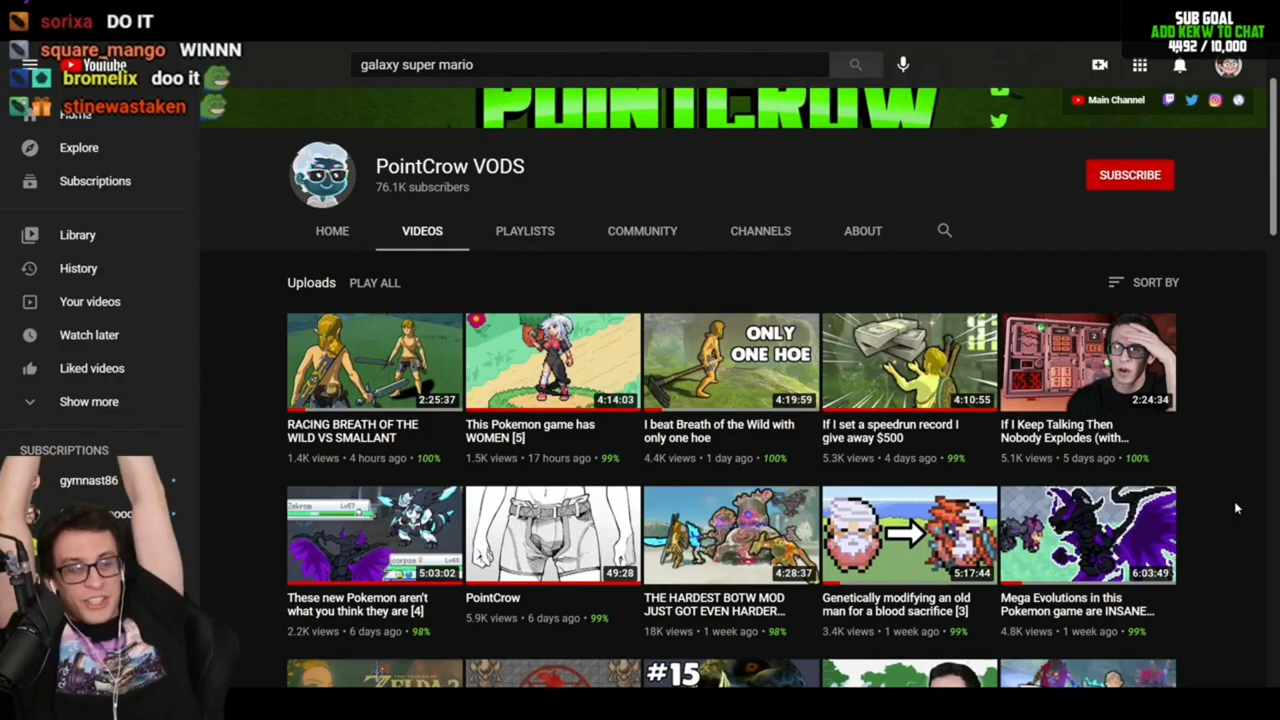 sorixa DO IT
square_mango WINNN
bromelix doo it
stinewastaken
SUB GOAL
ADD KEKW TO CHAT
4492 / 10,000
YouTube
galaxy super mario
POINTCROW
Main Channel
Home
Explore
Subscriptions
Library
History
Your videos
Watch later
Liked videos
Show more
SUBSCRIPTIONS
gymnast86
PointCrow VODS
76.1K subscribers
SUBSCRIBE
HOME VIDEOS PLAYLISTS COMMUNITY CHANNELS ABOUT
Uploads PLAY ALL
SORT BY
2:25:37
RACING BREATH OF THE
WILD VS SMALLANT
1.4K views • 4 hours ago • 100%
4:14:03
This Pokemon game has
WOMEN [5]
1.5K views • 17 hours ago • 99%
ONLY
ONE HOE
4:19:59
I beat Breath of the Wild with
only one hoe
4.4K views • 1 day ago • 100%
4:10:55
If I set a speedrun record I
give away $500
5.3K views • 4 days ago • 99%
2:24:34
If I Keep Talking Then
Nobody Explodes (with...
5.1K views • 5 days ago • 100%
Zekrom
5:03:02
These new Pokemon aren't
what you think they are [4]
2.2K views • 6 days ago • 98%
49:28
PointCrow
5.9K views • 6 days ago • 99%
4:28:37
THE HARDEST BOTW MOD
JUST GOT EVEN HARDER...
18K views • 1 week ago • 98%
5:17:44
Genetically modifying an old
man for a blood sacrifice [3]
3.4K views • 1 week ago • 99%
6:03:49
Mega Evolutions in this
Pokemon game are INSANE...
4.8K views • 1 week ago • 99%
#15